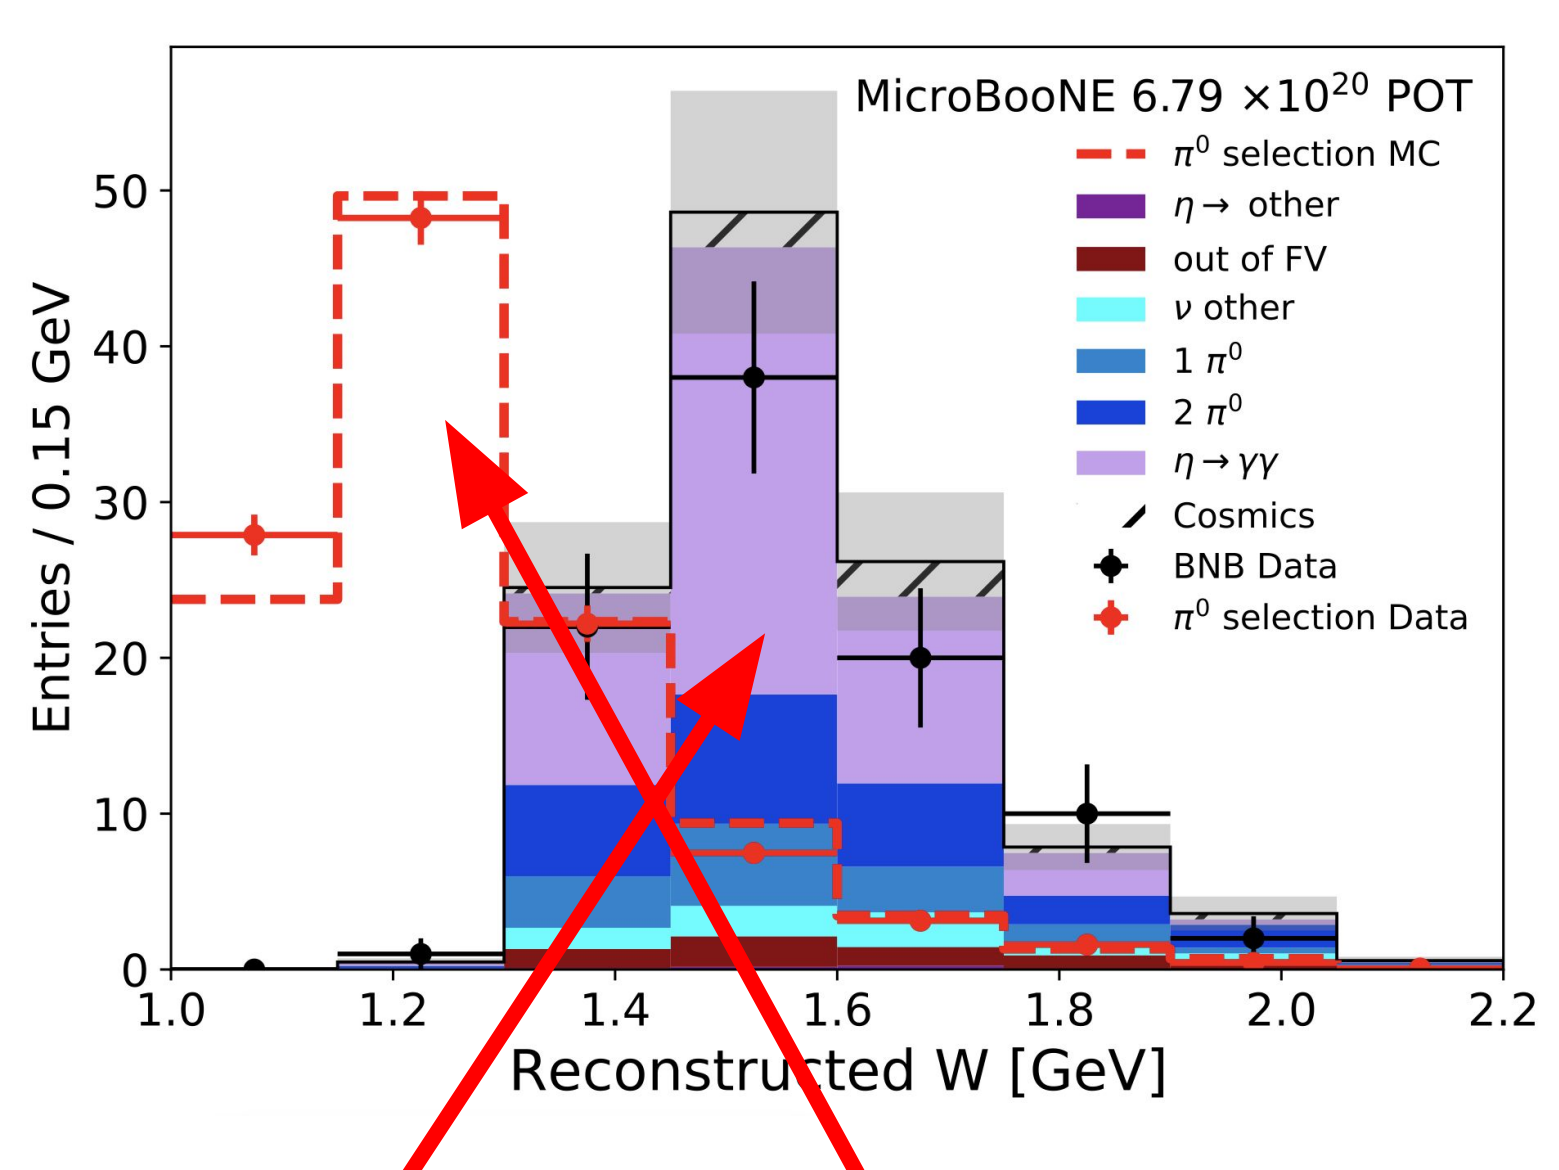 MicroBooNE 6.79 ×10²⁰ POT
π⁰ selection MC
η→ other
out of FV
ν other
1 π⁰
2 π⁰
η→γγ
Cosmics
BNB Data
π⁰ selection Data
Entries / 0.15 GeV
50
40
30
20
10
0
1.0 1.2 1.4 1.6 1.8 2.0 2.2
Reconstructed W [GeV]